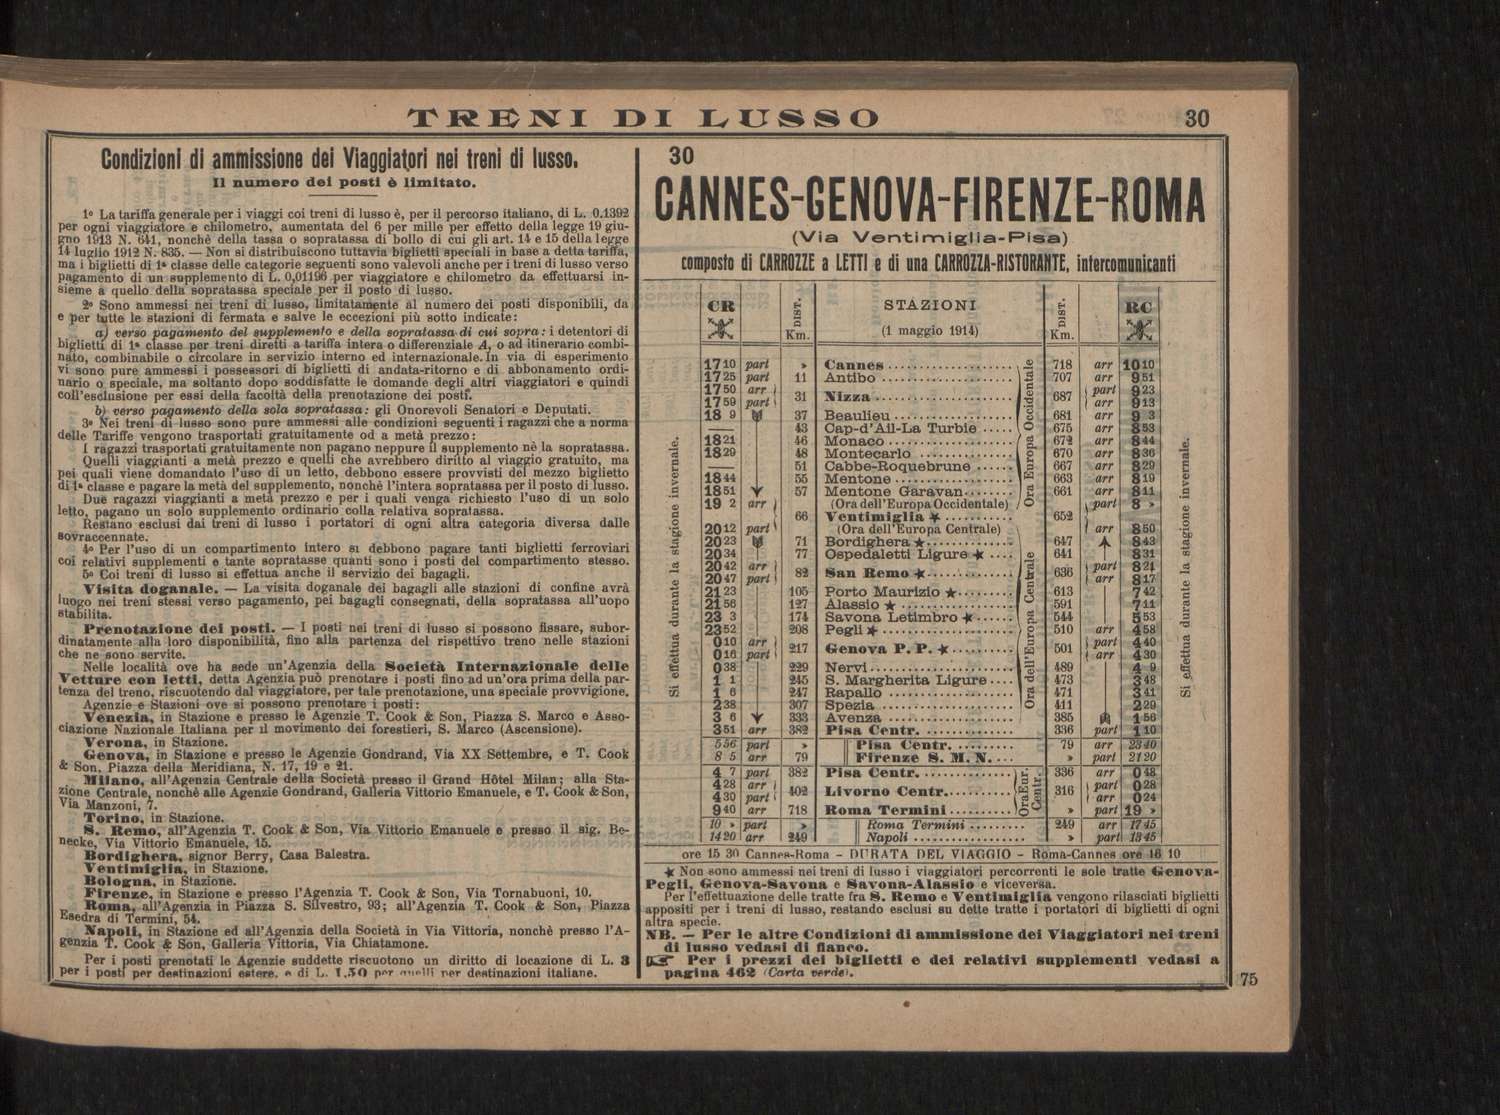 TRENI DI LUSSO 30
Condizioni di ammissione dei Viaggiatori nei treni di lusso.
Il numero dei posti è limitato.
1º La tariffa generale per i viaggi coi treni di lusso è, per il percorso italiano, di L. 0.1392
per ogni viaggiatore e chilometro, aumentata del 6 per mille per effetto della legge 19 giu-
gno 1913 N. 641, nonchè della tassa o sopratassa di bollo di cui gli art. 14 e 15 della legge
14 luglio 1912 N. 835. — Non si distribuiscono tuttavia biglietti speciali in base a detta tariffa,
ma i biglietti di 1ª classe delle categorie seguenti sono valevoli anche per i treni di lusso verso
pagamento di un supplemento di L. 0,01196 per viaggiatore e chilometro da effettuarsi in-
sieme a quello della sopratassa speciale per il posto di lusso.
2º Sono ammessi nei treni di lusso, limitatamente al numero dei posti disponibili, da
e per tutte le stazioni di fermata e salve le eccezioni più sotto indicate:
a) verso pagamento del supplemento e della sopratassa di cui sopra: i detentori di
biglietti di 1ª classe per treni diretti a tariffa intera o differenziale A, o ad itinerario combi-
nato, combinabile o circolare in servizio interno ed internazionale. In via di esperimento
vi sono pure ammessi i possessori di biglietti di andata-ritorno e di abbonamento ordi-
nario o speciale, ma soltanto dopo soddisfatte le domande degli altri viaggiatori e quindi
coll'esclusione per essi della facoltà della prenotazione dei posti.
b) verso pagamento della sola sopratassa: gli Onorevoli Senatori e Deputati.
3º Nei treni di lusso sono pure ammessi alle condizioni seguenti i ragazzi che a norma
delle Tariffe vengono trasportati gratuitamente od a metà prezzo:
I ragazzi trasportati gratuitamente non pagano neppure il supplemento nè la sopratassa.
Quelli viaggianti a metà prezzo e quelli che avrebbero diritto al viaggio gratuito, ma
pei quali viene domandato l'uso di un letto, debbono essere provvisti del mezzo biglietto
di 1ª classe e pagare la metà del supplemento, nonchè l'intera sopratassa per il posto di lusso.
Due ragazzi viaggianti a metà prezzo e per i quali venga richiesto l'uso di un solo
letto, pagano un solo supplemento ordinario colla relativa sopratassa.
Restano esclusi dai treni di lusso i portatori di ogni altra categoria diversa dalle
sovraccennate.
4º Per l'uso di un compartimento intero si debbono pagare tanti biglietti ferroviari
coi relativi supplementi e tante sopratasse quanti sono i posti del compartimento stesso.
5º Coi treni di lusso si effettua anche il servizio dei bagagli.
Visita doganale. — La visita doganale dei bagagli alle stazioni di confine avrà
luogo nei treni stessi verso pagamento, pei bagagli consegnati, della sopratassa all'uopo
stabilita.
Prenotazione dei posti. — I posti nei treni di lusso si possono fissare, subor-
dinatamente alla loro disponibilità, fino alla partenza del rispettivo treno nelle stazioni
che ne sono servite.
Nelle località ove ha sede un'Agenzia della Società Internazionale delle
Vetture con letti, detta Agenzia può prenotare i posti fino ad un'ora prima della par-
tenza del treno, riscuotendo dal viaggiatore, per tale prenotazione, una speciale provvigione.
Agenzie e Stazioni ove si possono prenotare i posti:
Venezia, in Stazione e presso le Agenzie T. Cook & Son, Piazza S. Marco e Asso-
ciazione Nazionale Italiana per il movimento dei forestieri, S. Marco (Ascensione).
Verona, in Stazione.
Genova, in Stazione e presso le Agenzie Gondrand, Via XX Settembre, e T. Cook
& Son, Piazza della Meridiana, N. 17, 19 e 21.
Milano, all'Agenzia Centrale della Società presso il Grand Hôtel Milan; alla Sta-
zione Centrale, nonchè alle Agenzie Gondrand, Galleria Vittorio Emanuele, e T. Cook & Son,
Via Manzoni, 7.
Torino, in Stazione.
S. Remo, all'Agenzia T. Cook & Son, Via Vittorio Emanuele e presso il sig. Be-
necke, Via Vittorio Emanuele, 15.
Bordighera, signor Berry, Casa Balestra.
Ventimiglia, in Stazione.
Bologna, in Stazione.
Firenze, in Stazione e presso l'Agenzia T. Cook & Son, Via Tornabuoni, 10.
Roma, all'Agenzia in Piazza S. Silvestro, 93; all'Agenzia T. Cook & Son, Piazza
Esedra di Termini, 54.
Napoli, in Stazione ed all'Agenzia della Società in Via Vittoria, nonchè presso l'A-
genzia T. Cook & Son, Galleria Vittoria, Via Chiatamone.
Per i posti prenotati le Agenzie suddette riscuotono un diritto di locazione di L. 3
per i posti per destinazioni estere, e di L. 1,50 per quelli per destinazioni italiane.
30
CANNES-GENOVA-FIRENZE-ROMA
(Via Ventimiglia-Pisa)
composto di CARROZZE a LETTI e di una CARROZZA-RISTORANTE, intercomunicanti
CR DIST. Km. STAZIONI (1 maggio 1914) DIST. Km. RC
Si effettua durante la stagione invernale.
17 10 part » Cannes 718 arr 10 10
17 25 part 11 Antibo 707 arr 9 51
17 50 arr 31 Nizza 687 part 9 23
17 59 part arr 9 13
18 9 37 Beaulieu 681 arr 9 3
— 43 Cap-d'Ail-La Turbie 675 arr 8 53
18 21 46 Monaco 672 arr 8 44
18 29 48 Montecarlo 670 arr 8 36
— 51 Cabbe-Roquebrune 667 arr 8 29
18 44 55 Mentone 663 arr 8 19
18 51 57 Mentone Garavan 661 arr 8 11
19 2 arr (Ora dell'Europa Occidentale) part 8 »
66 Ventimiglia ★ 652
20 12 part (Ora dell'Europa Centrale) arr 8 50
20 23 71 Bordighera ★ 647 8 43
20 34 77 Ospedaletti Ligure ★ 641 8 31
20 42 arr 82 San Remo ★ 636 part 8 21
20 47 part arr 8 17
21 23 105 Porto Maurizio ★ 613 7 42
21 56 127 Alassio ★ 591 7 11
23 3 174 Savona Letimbro ★ 544 5 53
23 52 208 Pegli ★ 510 arr 4 58
0 10 arr 217 Genova P. P. ★ 501 part 4 40
0 16 part arr 4 30
0 38 229 Nervi 489 4 9
1 1 245 S. Margherita Ligure 473 3 48
1 6 247 Rapallo 471 3 41
2 38 307 Spezia 411 2 29
3 6 333 Avenza 385 1 56
3 51 arr 382 Pisa Centr. 336 part 1 10
5 56 part » Pisa Centr. 79 arr 23 40
8 5 arr 79 Firenze S. M. N. » part 21 20
4 7 part 382 Pisa Centr. 336 arr 0 48
4 28 arr 402 Livorno Centr. 316 part 0 28
4 30 part arr 0 24
9 40 arr 718 Roma Termini » part 19 »
10 » part » Roma Termini 249 arr 17 45
14 20 arr 249 Napoli » part 13 45
Ora Europa Occidentale
Ora dell'Europa Centrale
Ora Eur. Centr.
Si effettua durante la stagione invernale.
ore 15 30 Cannes-Roma - DURATA DEL VIAGGIO - Roma-Cannes ore 16 10
★ Non sono ammessi nei treni di lusso i viaggiatori percorrenti le sole tratte Genova-
Pegli, Genova-Savona e Savona-Alassio e viceversa.
Per l'effettuazione delle tratte fra S. Remo e Ventimiglia vengono rilasciati biglietti
appositi per i treni di lusso, restando esclusi su dette tratte i portatori di biglietti di ogni
altra specie.
NB. — Per le altre Condizioni di ammissione dei Viaggiatori nei treni
di lusso vedasi di fianco.
☞ Per i prezzi dei biglietti e dei relativi supplementi vedasi a
pagina 462 (Carta verde).
75